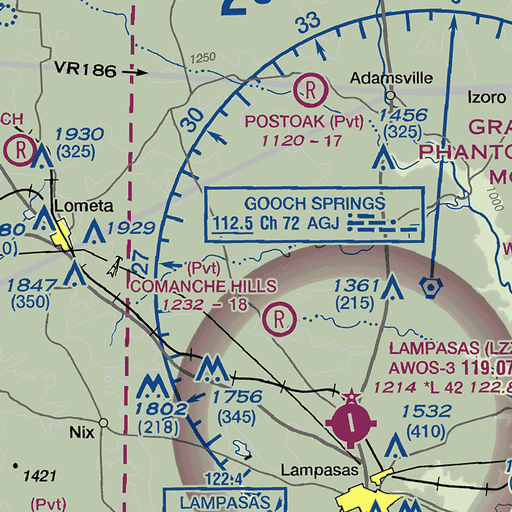 2
33
1250
VR186
Adamsville
Izoro
R
CH
POSTOAK (Pvt)
1120 - 17
1456
(325)
GRA
PHANTO
MO
30
R
1930
(325)
1000
Lometa
GOOCH SPRINGS
112.5 Ch 72 AGJ
80
0)
1929
W
27
(Pvt)
COMANCHE HILLS
1232 - 18
1847
(350)
1361
(215)
R
LAMPASAS (LZZ
AWOS-3 119.07
1214 *L 42 122.8
1756
(345)
1802
(218)
1532
(410)
Nix
122.4
Lampasas
1421
(Pvt)
LAMPASAS